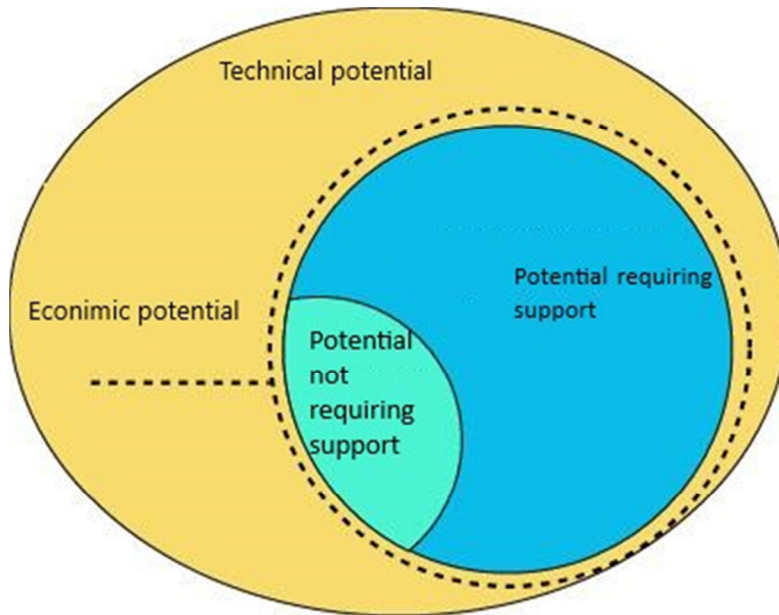 Technical potential
Potential requiring
support
Econimic potential
Potential
not
requiring
support